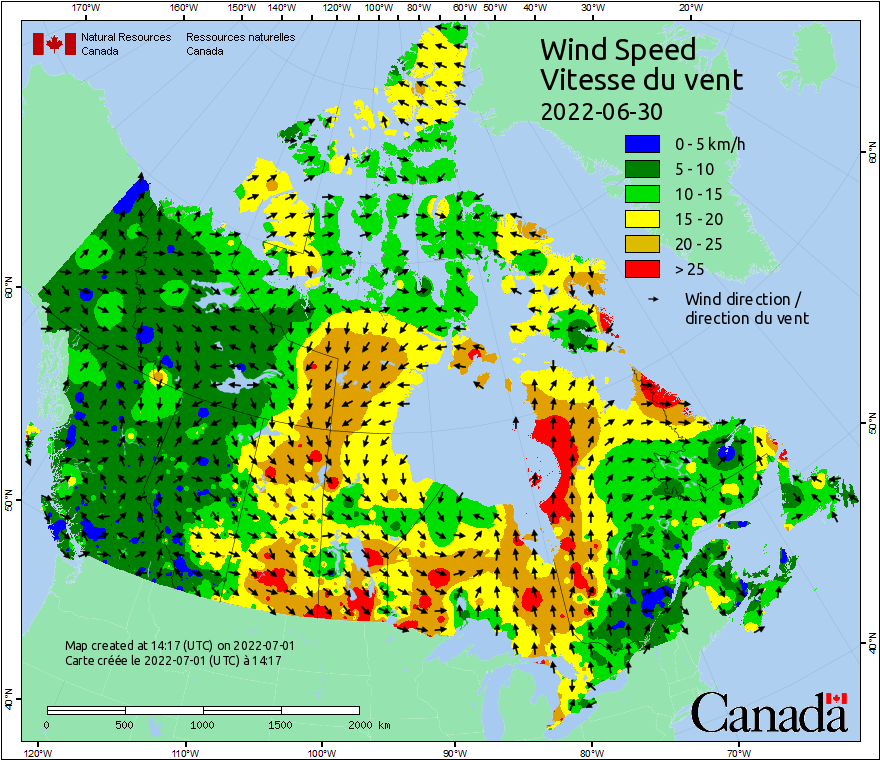 170°W 160°W 150°W 140°W 120°W 100°W 80°W 60°W 50°W 40°W 30°W 20°W
Natural Resources Ressources naturelles
Canada Canada
Wind Speed
Vitesse du vent
2022-06-30
0 - 5 km/h
5 - 10
10 - 15
15 - 20
20 - 25
> 25
Wind direction /
direction du vent
60°N 60°N
50°N 50°N
40°N 40°N
Map created at 14:17 (UTC) on 2022-07-01
Carte créée le 2022-07-01 (UTC) à 14:17
0 500 1000 1500 2000 km
Canada
120°W 110°W 100°W 90°W 80°W 70°W